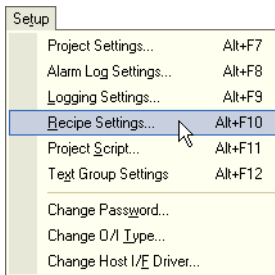 Setup
Project Settings... Alt+F7
Alarm Log Settings... Alt+F8
Logging Settings... Alt+F9
Recipe Settings... Alt+F10
Project Script... Alt+F11
Text Group Settings Alt+F12
Change Password...
Change O/I Type...
Change Host I/F Driver...